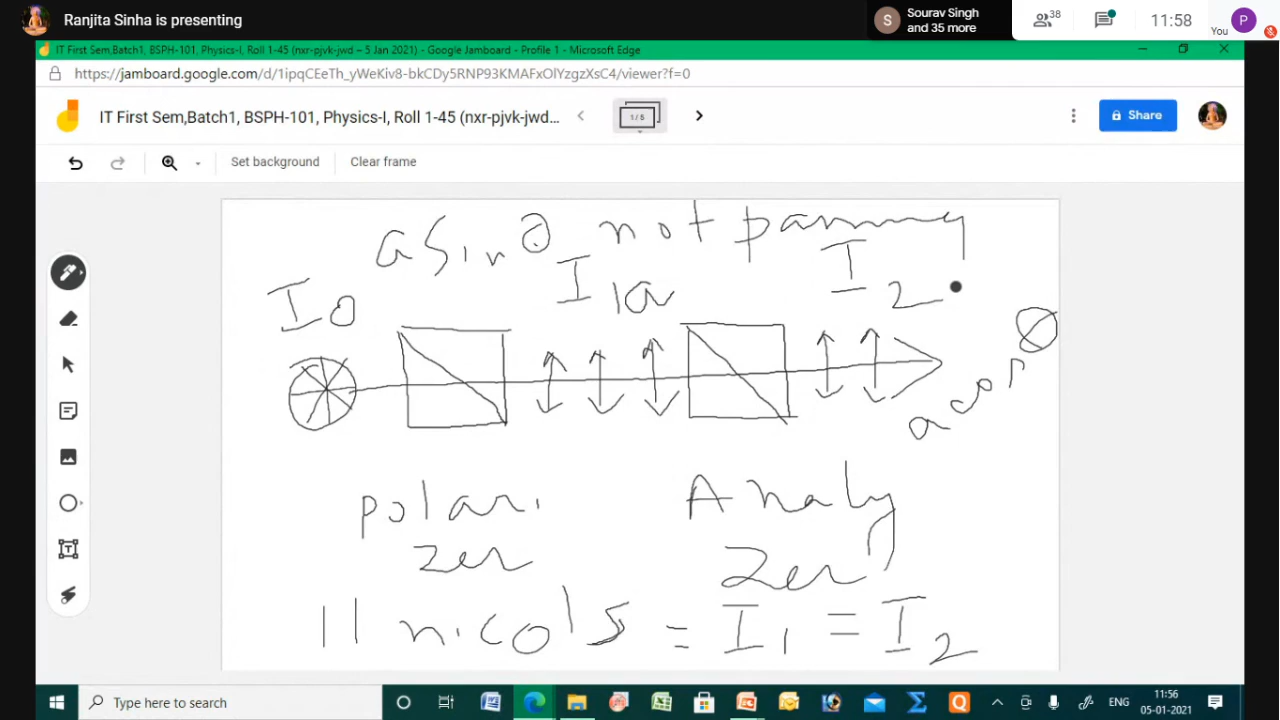 Ranjita Sinha is presenting
S
Sourav Singh
and 35 more
38
11:58
You
P
IT First Sem,Batch1, BSPH-101, Physics-I, Roll 1-45 (nxr-pjvk-jwd – 5 Jan 2021) - Google Jamboard - Profile 1 - Microsoft Edge
https://jamboard.google.com/d/1ipqCEeTh_yWeKiv8-bkCDy5RNP93KMAFxOlYzgzXsC4/viewer?f=0
IT First Sem,Batch1, BSPH-101, Physics-I, Roll 1-45 (nxr-pjvk-jwd...
1/5
Share
Set background
Clear frame
a sin θ not passing
I0
I1 a
I2
a cos θ
polari
zer
Analy
zer
|| nicols = I1 = I2
Type here to search
ENG
11:56
05-01-2021